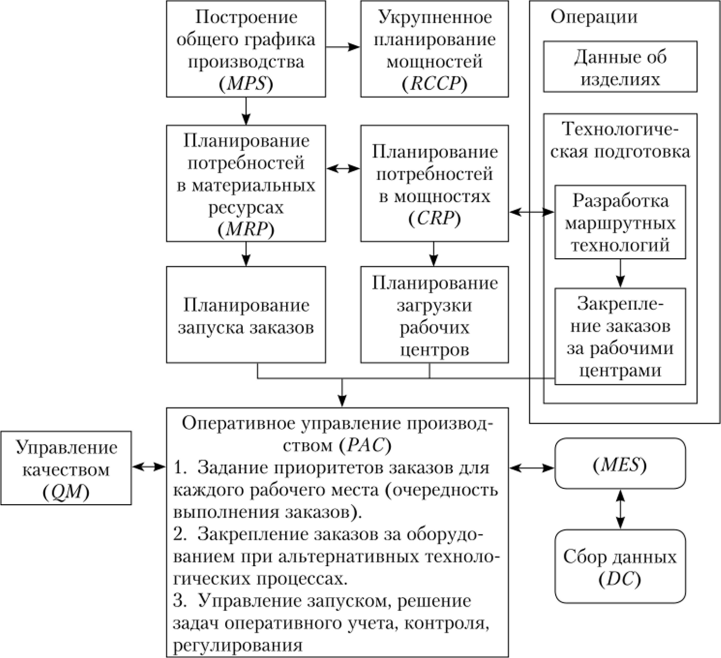 Построение
общего графика
производства
(MPS)
Укрупненное
планирование
мощностей
(RCCP)
Операции
Данные об
изделиях
Технологиче-
ская подготовка
Планирование
потребностей
в материальных
ресурсах
(MRP)
Планирование
потребностей
в мощностях
(CRP)
Разработка
маршрутных
технологий
Планирование
запуска заказов
Планирование
загрузки
рабочих
центров
Закрепле-
ние заказов
за рабочими
центрами
Управление
качеством
(QM)
Оперативное управление производ-
ством (PAC)
1. Задание приоритетов заказов для
каждого рабочего места (очередность
выполнения заказов).
2. Закрепление заказов за оборудо-
ванием при альтернативных техноло-
гических процессах.
3. Управление запуском, решение
задач оперативного учета, контроля,
регулирования
(MES)
Сбор данных
(DC)